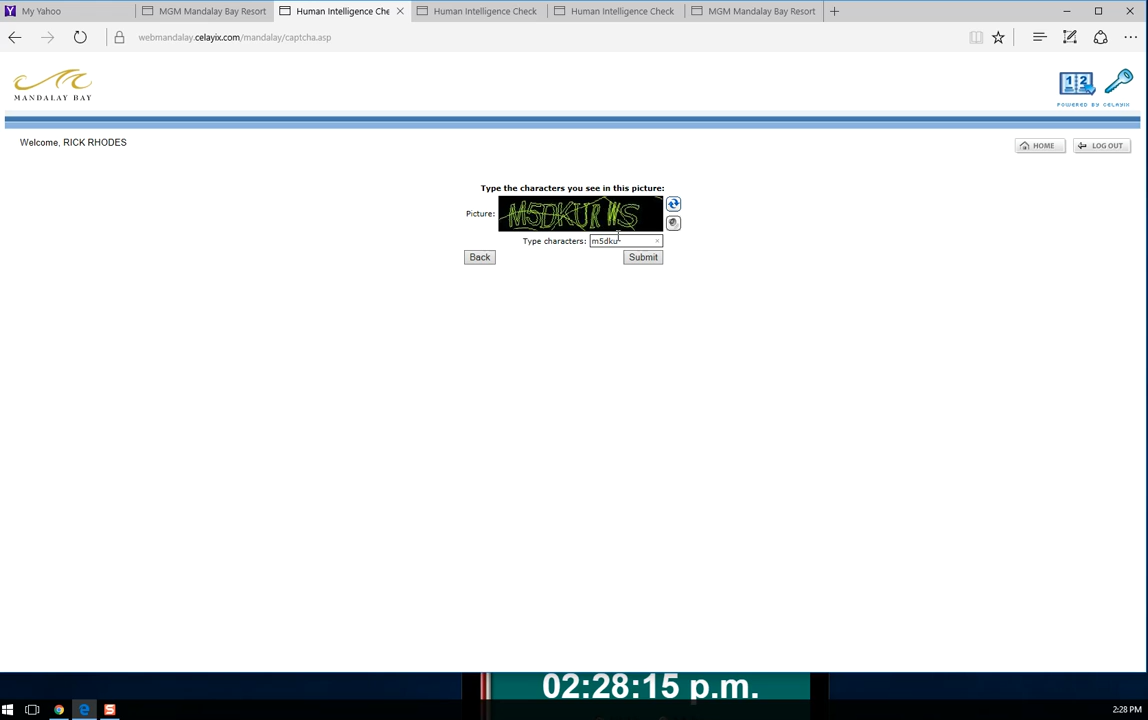 My Yahoo
MGM Mandalay Bay Resort
Human Intelligence Che
Human Intelligence Check
Human Intelligence Check
MGM Mandalay Bay Resort
webmandalay.celayix.com/mandalay/captcha.asp
MANDALAY BAY
1 2
POWERED BY CELAYIX
Welcome, RICK RHODES
HOME
LOG OUT
Type the characters you see in this picture:
Picture:
Type characters:
m5dku
Back
Submit
02:28:15 p.m.
2:28 PM